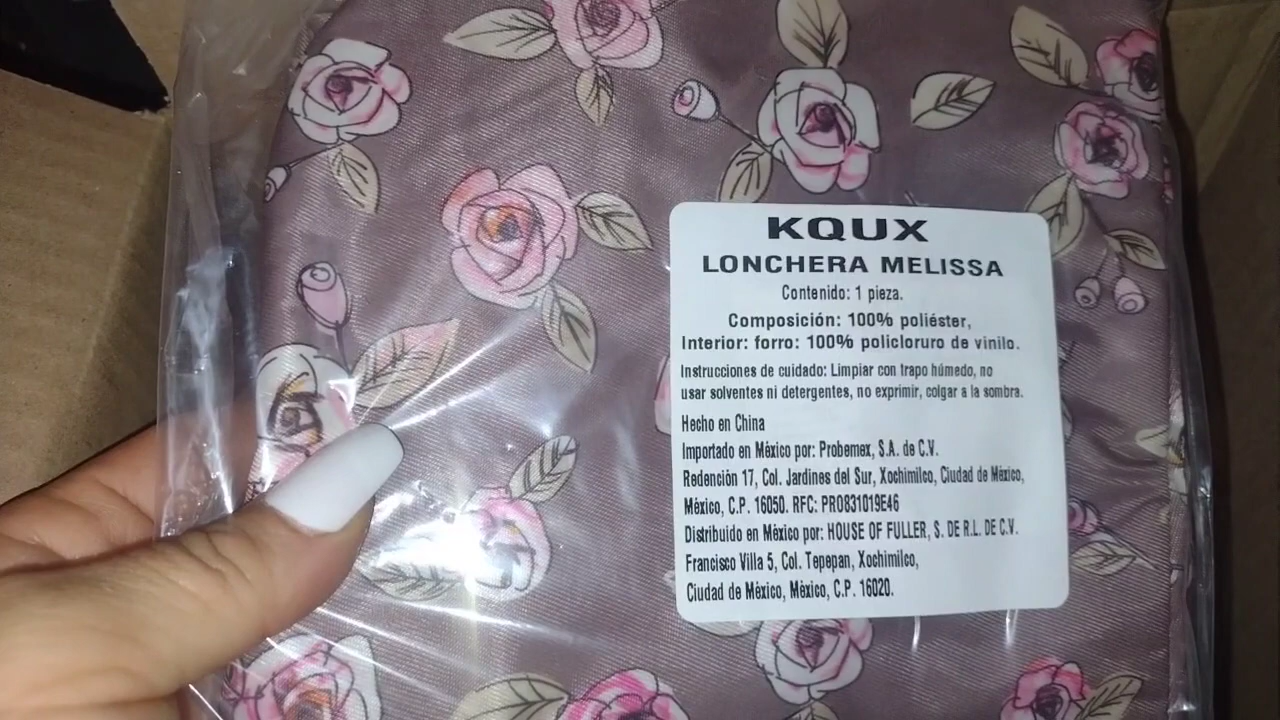 KQUX
LONCHERA MELISSA
Contenido: 1 pieza.
Composición: 100% poliéster,
Interior: forro: 100% policloruro de vinilo.
Instrucciones de cuidado: Limpiar con trapo húmedo, no
usar solventes ni detergentes, no exprimir, colgar a la sombra.
Hecho en China
Importado en México por: Probemex, S.A. de C.V.
Redención 17, Col. Jardines del Sur, Xochimilco, Ciudad de México,
México, C.P. 16050. RFC: PRO831019E46
Distribuido en México por: HOUSE OF FULLER, S. DE R.L. DE C.V.
Francisco Villa 5, Col. Tepepan, Xochimilco,
Ciudad de México, México, C.P. 16020.